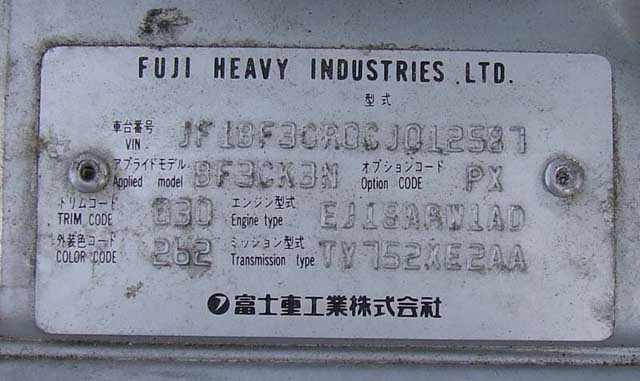 FUJI HEAVY INDUSTRIES LTD.
型式
車台番号 VIN. JF1BF3CR0CJ012587
アプライドモデル Applied model BF3CK3N オプションコード Option CODE PX
トリムコード TRIM CODE 030 エンジン型式 Engine type EJ18ARW1AD
外装色コード COLOR CODE 262 ミッション型式 Transmission type TY752XE2AA
富士重工業株式会社